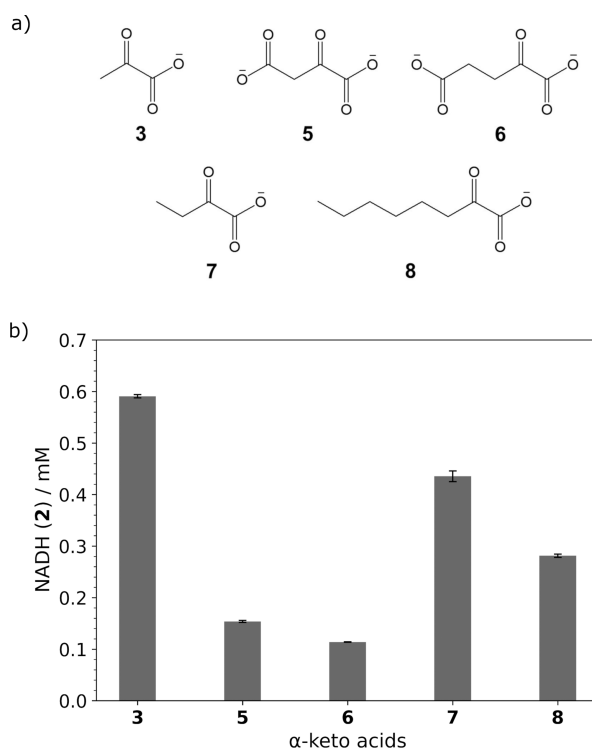 a)
O O O O O O
O O O O O O O
3 5 6
O O
O O
O O
7 8
b)
0.7
0.6
0.5
0.4
0.3
0.2
0.1
0.0
NADH (2) / mM
3 5 6 7 8
α-keto acids